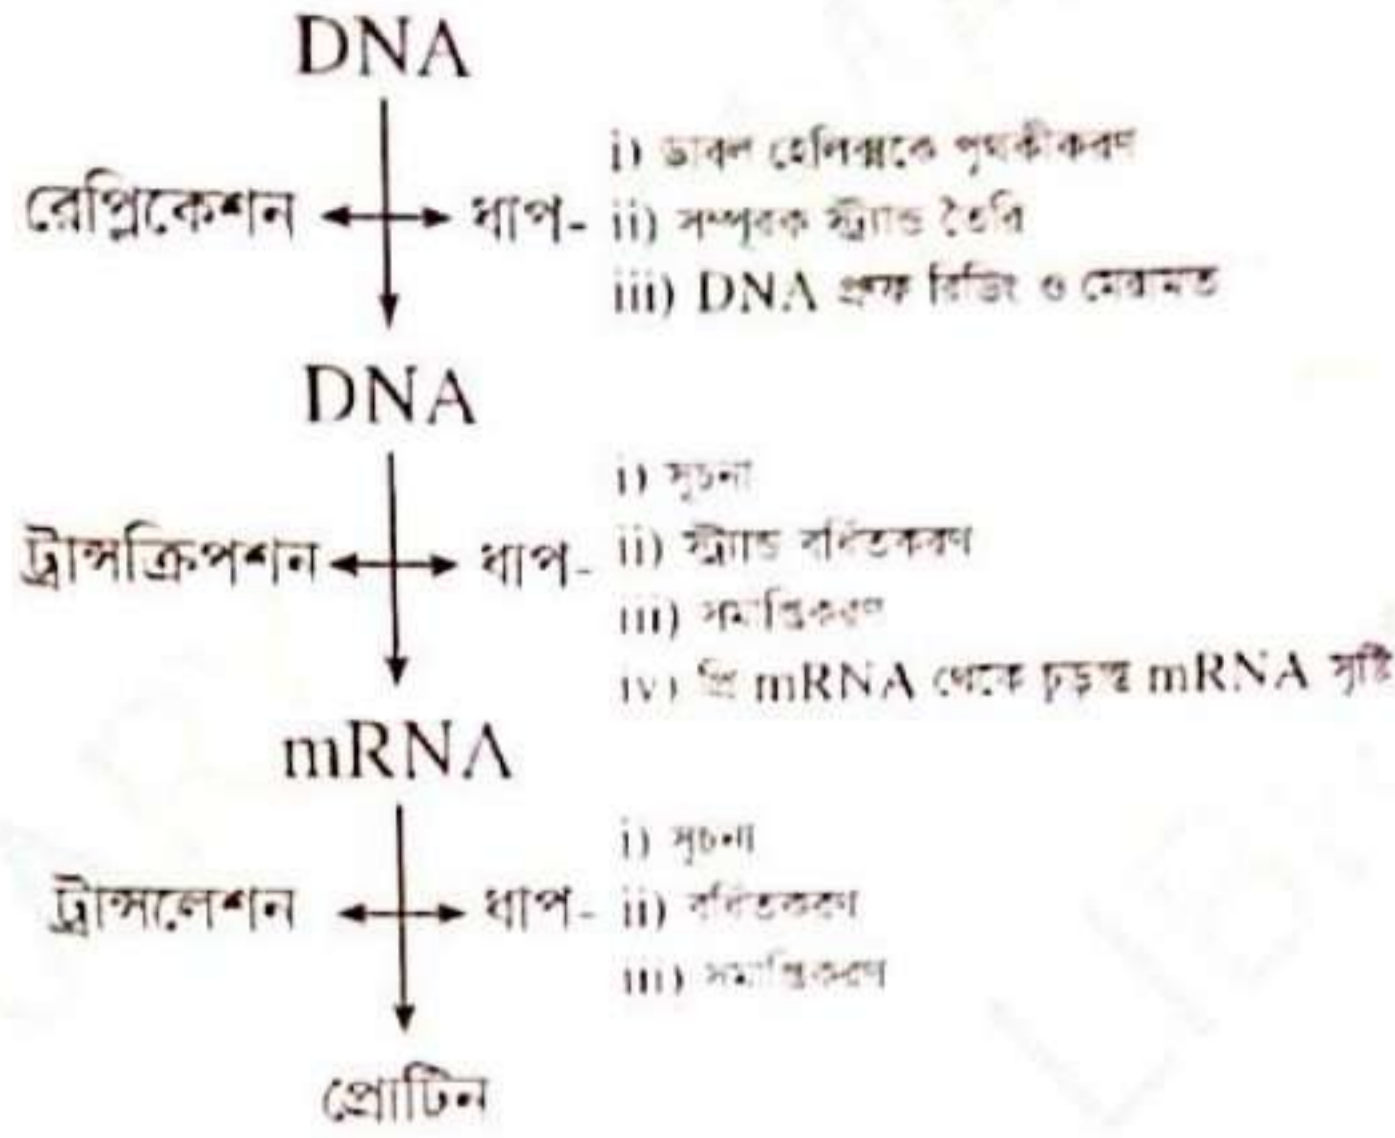 DNA
i) ডাবল হেলিক্সকে পৃথকীকরণ
রেপ্লিকেশন ধাপ- ii) সম্পূরক স্ট্র্যান্ড তৈরি
iii) DNA প্রুফ রিডিং ও মেরামত
DNA
i) সূচনা
ট্রান্সক্রিপশন ধাপ- ii) স্ট্র্যান্ড বর্ধিতকরণ
iii) সমাপ্তিকরণ
iv) প্রি mRNA থেকে চূড়ান্ত mRNA সৃষ্টি
mRNA
i) সূচনা
ট্রান্সলেশন ধাপ- ii) বর্ধিতকরণ
iii) সমাপ্তিকরণ
প্রোটিন